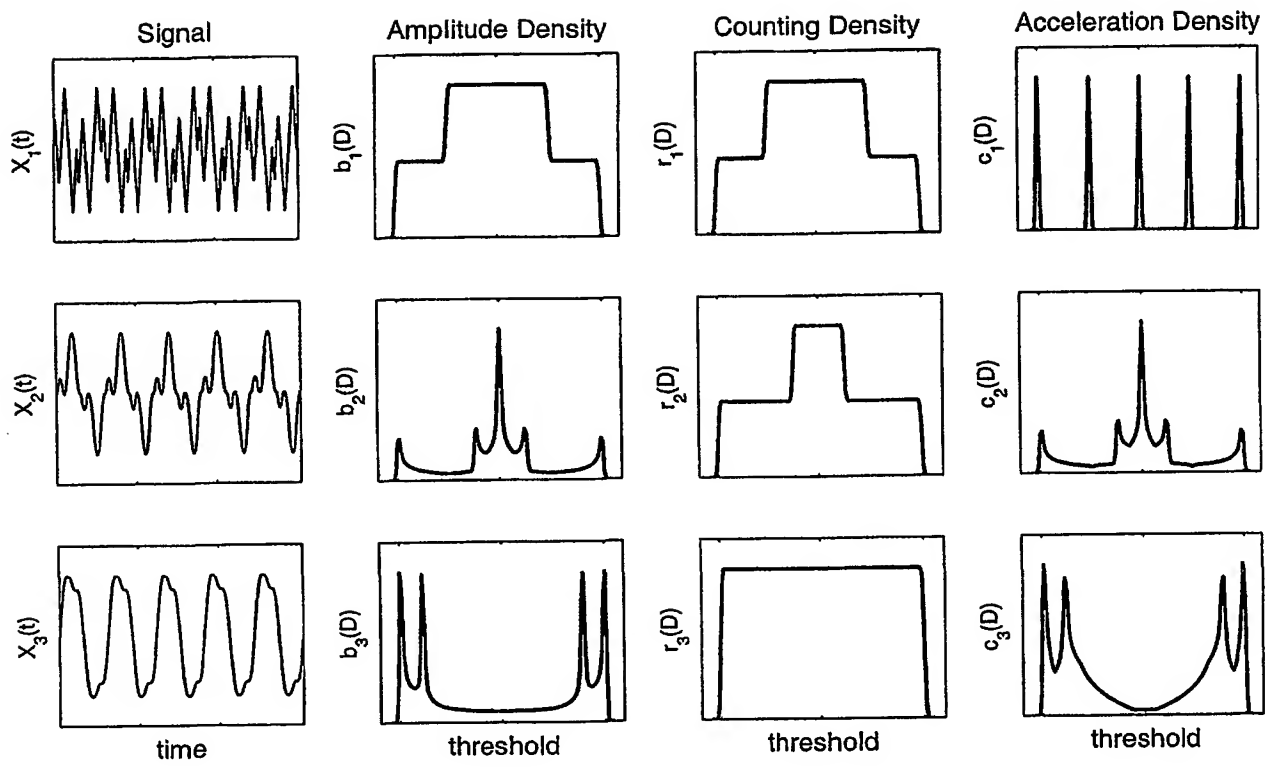 Signal
Amplitude Density
Counting Density
Acceleration Density
X₁(t)
b₁(D)
r₁(D)
c₁(D)
X₂(t)
b₂(D)
r₂(D)
c₂(D)
X₃(t)
b₃(D)
r₃(D)
c₃(D)
time
threshold
threshold
threshold